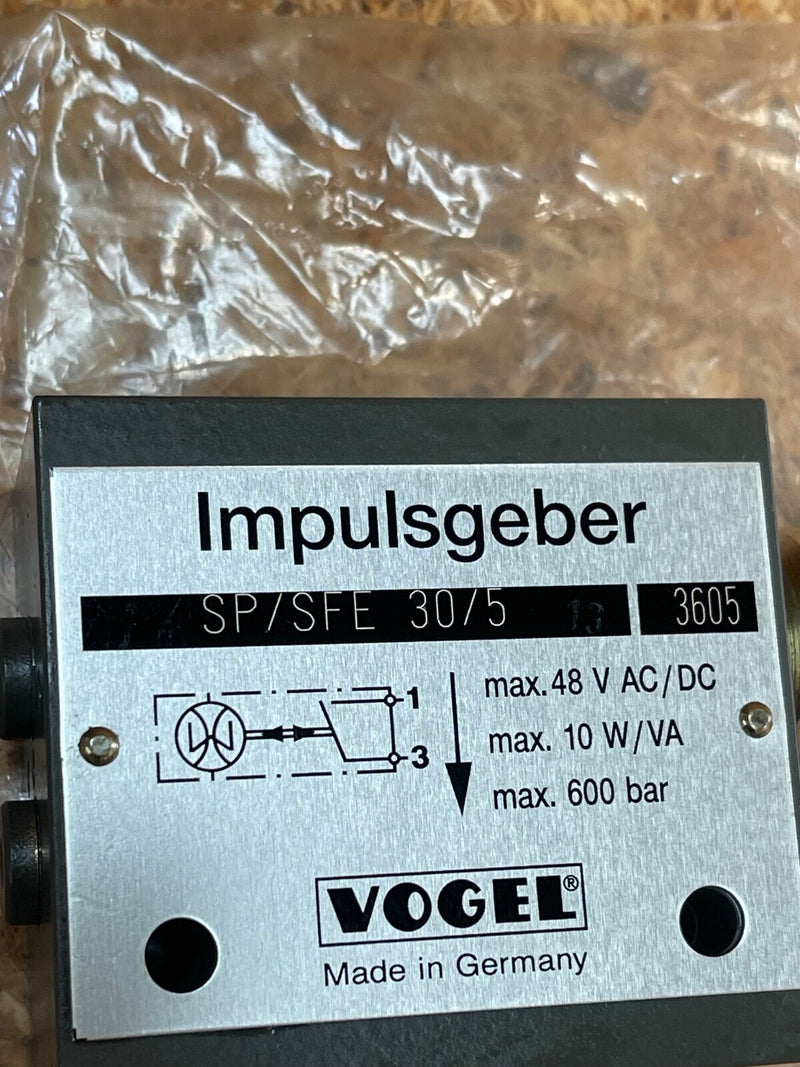 Impulsgeber
SP/SFE 30/5 13 3605
1
3
max. 48 V AC/DC
max. 10 W/VA
max. 600 bar
VOGEL®
Made in Germany